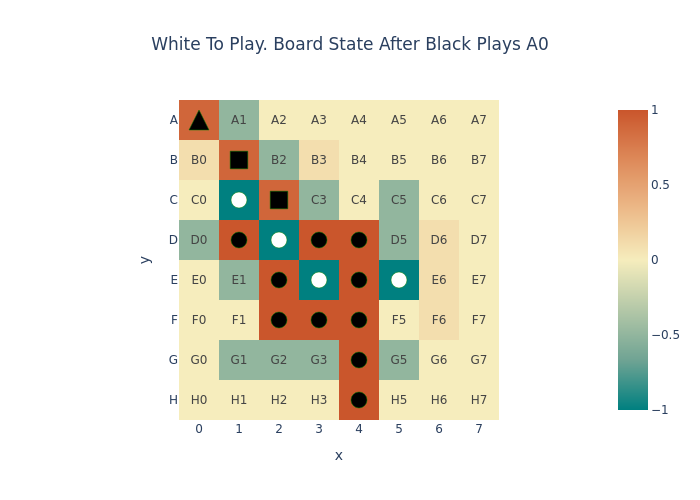 White To Play. Board State After Black Plays A0
A A1 A2 A3 A4 A5 A6 A7
B B0 B2 B3 B4 B5 B6 B7
C C0 C3 C4 C5 C6 C7
D D0 D5 D6 D7
E E0 E1 E6 E7
F F0 F1 F5 F6 F7
G G0 G1 G2 G3 G5 G6 G7
H H0 H1 H2 H3 H5 H6 H7
0 1 2 3 4 5 6 7
x
y
1
0.5
0
−0.5
−1